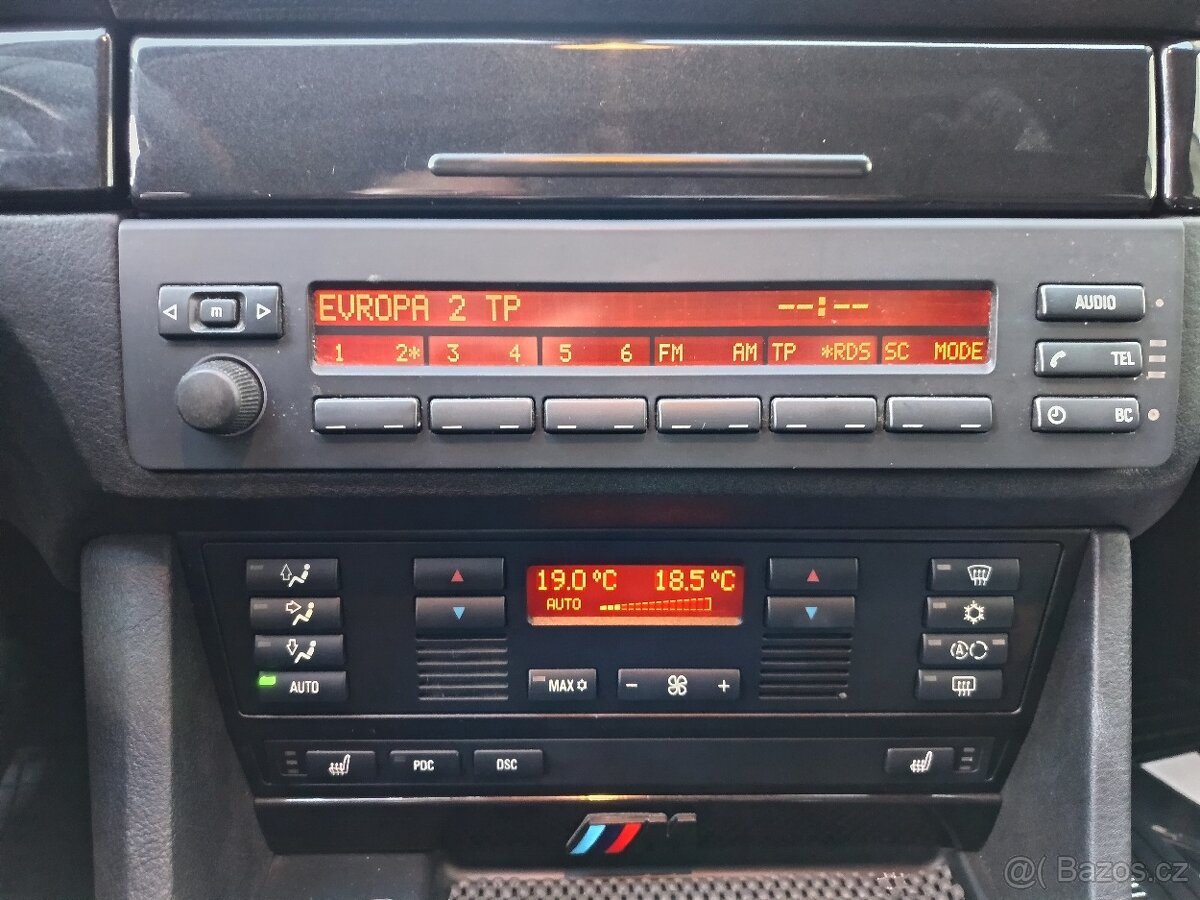 EVROPA 2 TP --:--
1 2* 3 4 5 6 FM AM TP *RDS SC MODE
m
AUDIO
TEL
BC
19.0°C 18.5°C
AUTO
AUTO
MAX
- +
A
PDC DSC
M
@( Bazos.cz